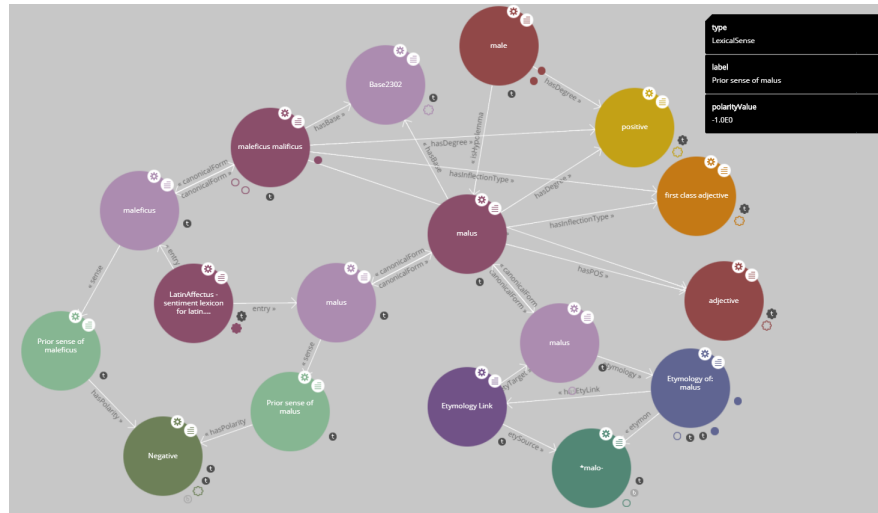 type
LexicalSense
label
Prior sense of malus
polarityValue
-1.0E0
male
Base2302
« hasDegree »
hasDegree »
positive
maleficus malificus
hasBase »
« isHypolemma
« hasBase
hasDegree »
hasInflectionType »
first class adjective
« canonicalForm
canonicalForm »
maleficus
malus
hasInflectionType »
« sense
« entry
LatinAffectus -
sentiment lexicon
for latin....
entry »
malus
« canonicalForm
canonicalForm »
« canonicalForm
canonicalForm »
hasPOS »
adjective
Prior sense of
maleficus
« sense
malus
etymology »
Etymology of:
malus
Prior sense of
malus
Etymology Link
hasPolarity »
« hasPolarity
Negative
etySource »
« etymon
*malo-